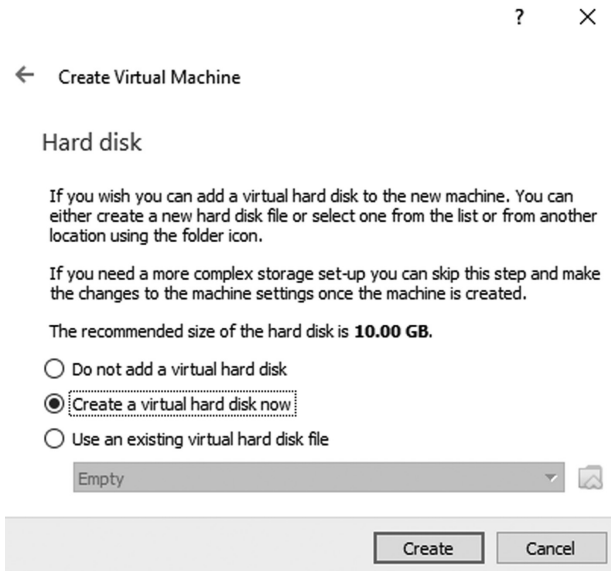 ?
Create Virtual Machine
Hard disk
If you wish you can add a virtual hard disk to the new machine. You can
either create a new hard disk file or select one from the list or from another
location using the folder icon.
If you need a more complex storage set-up you can skip this step and make
the changes to the machine settings once the machine is created.
The recommended size of the hard disk is 10.00 GB.
Do not add a virtual hard disk
Create a virtual hard disk now
Use an existing virtual hard disk file
Empty
Create Cancel